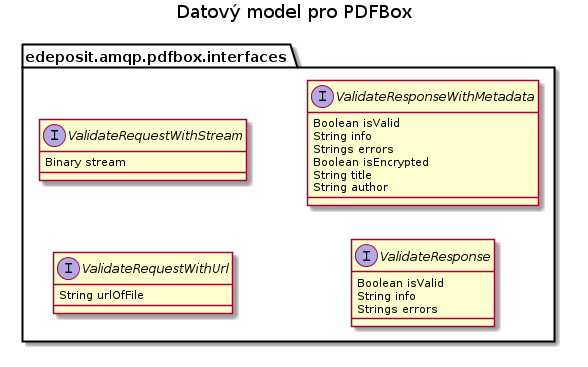 Datový model pro PDFBox
edeposit.amqp.pdfbox.interfaces
I ValidateRequestWithStream
Binary stream
I ValidateResponseWithMetadata
Boolean isValid
String info
Strings errors
Boolean isEncrypted
String title
String author
I ValidateRequestWithUrl
String urlOfFile
I ValidateResponse
Boolean isValid
String info
Strings errors